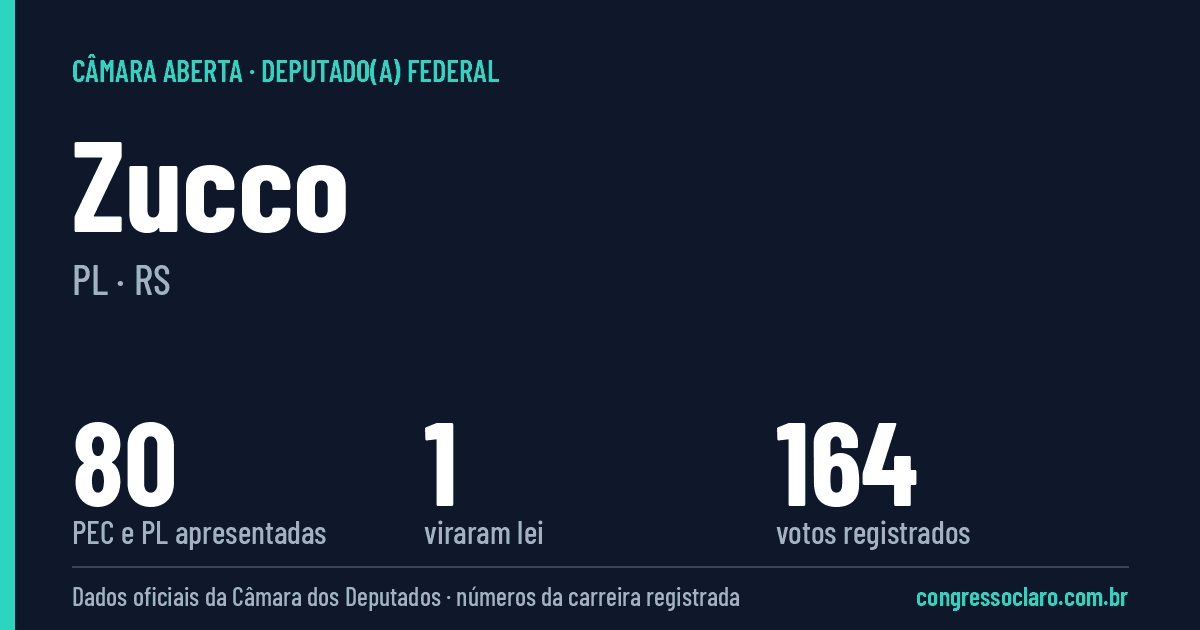 CÂMARA ABERTA · DEPUTADO(A) FEDERAL
Zucco
PL · RS
80 1 164
PEC e PL apresentadas viraram lei votos registrados
Dados oficiais da Câmara dos Deputados · números da carreira registrada congressoclaro.com.br